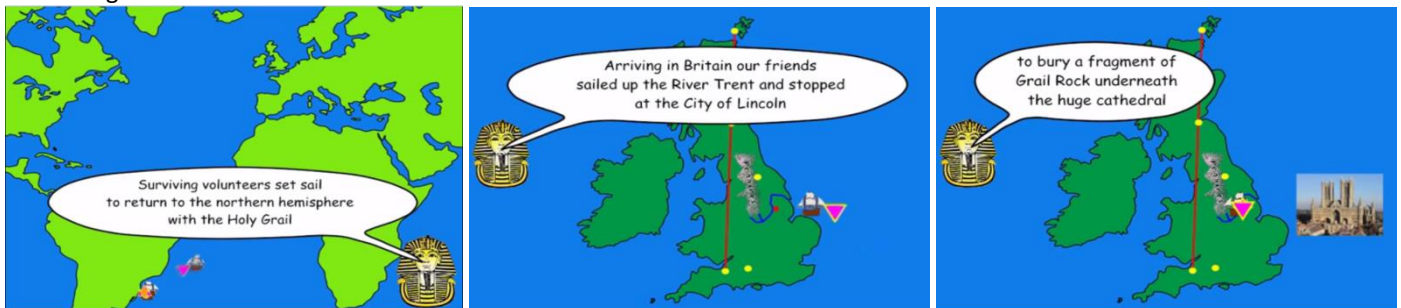 Surviving volunteers set sail
to return to the northern hemisphere
with the Holy Grail
Arriving in Britain our friends
sailed up the River Trent and stopped
at the City of Lincoln
to bury a fragment of
Grail Rock underneath
the huge cathedral